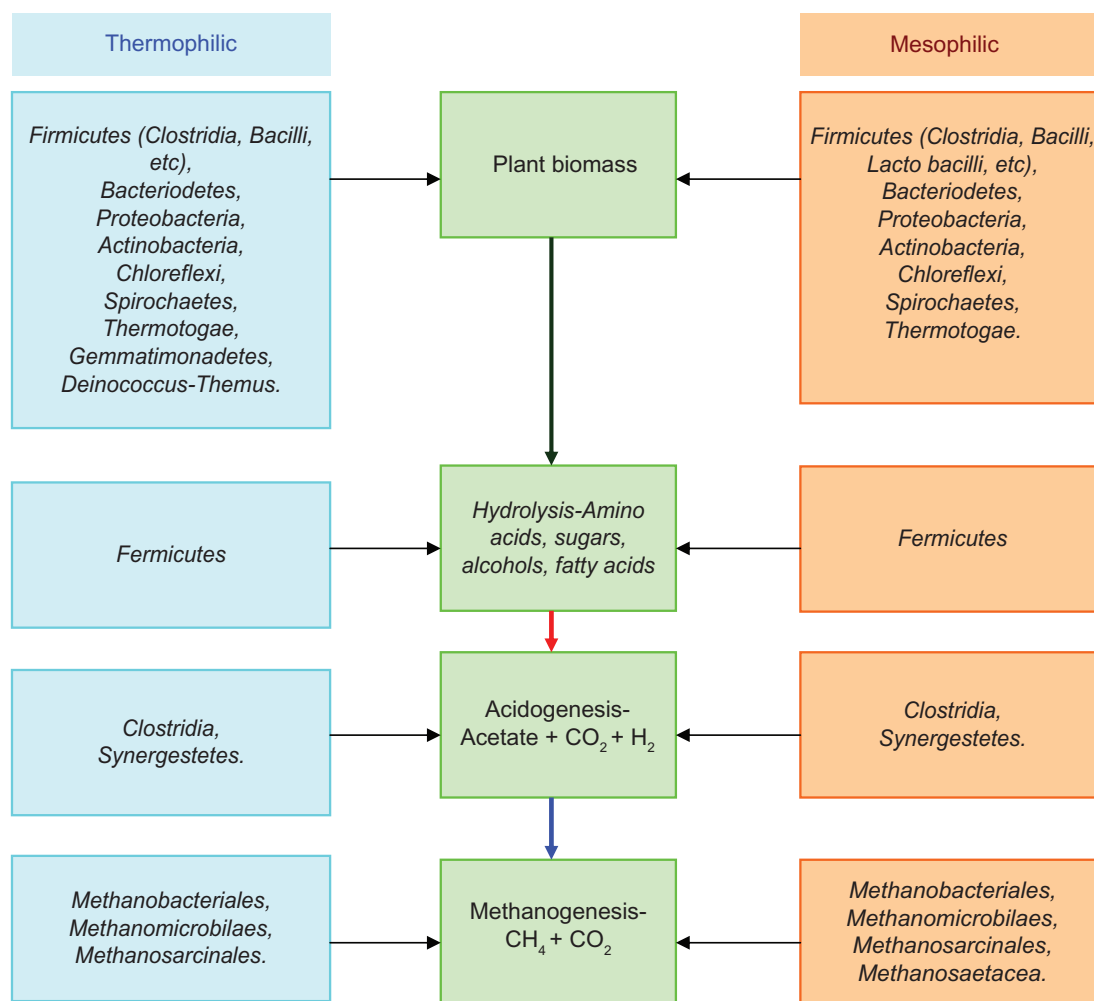 Thermophilic
Mesophilic
Firmicutes (Clostridia, Bacilli,
etc),
Bacteriodetes,
Proteobacteria,
Actinobacteria,
Chloreflexi,
Spirochaetes,
Thermotogae,
Gemmatimonadetes,
Deinococcus-Themus.
Plant biomass
Firmicutes (Clostridia, Bacilli,
Lacto bacilli, etc),
Bacteriodetes,
Proteobacteria,
Actinobacteria,
Chloreflexi,
Spirochaetes,
Thermotogae.
Fermicutes
Hydrolysis-Amino
acids, sugars,
alcohols, fatty acids
Fermicutes
Clostridia,
Synergestetes.
Acidogenesis-
Acetate + CO₂ + H₂
Clostridia,
Synergestetes.
Methanobacteriales,
Methanomicrobilaes,
Methanosarcinales.
Methanogenesis-
CH₄ + CO₂
Methanobacteriales,
Methanomicrobilaes,
Methanosarcinales,
Methanosaetacea.